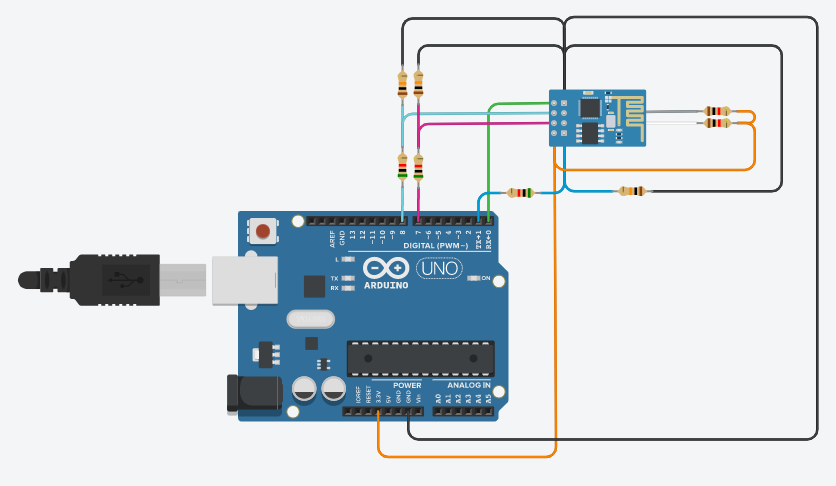 AREF
GND
13
12
~11
~10
~9
8
7
~6
~5
4
~3
2
TX→1
RX←0
DIGITAL (PWM~)
L
TX
RX
ARDUINO
UNO
ON
POWER
ANALOG IN
IOREF
RESET
3.3V
5V
GND
GND
Vin
A0
A1
A2
A3
A4
A5